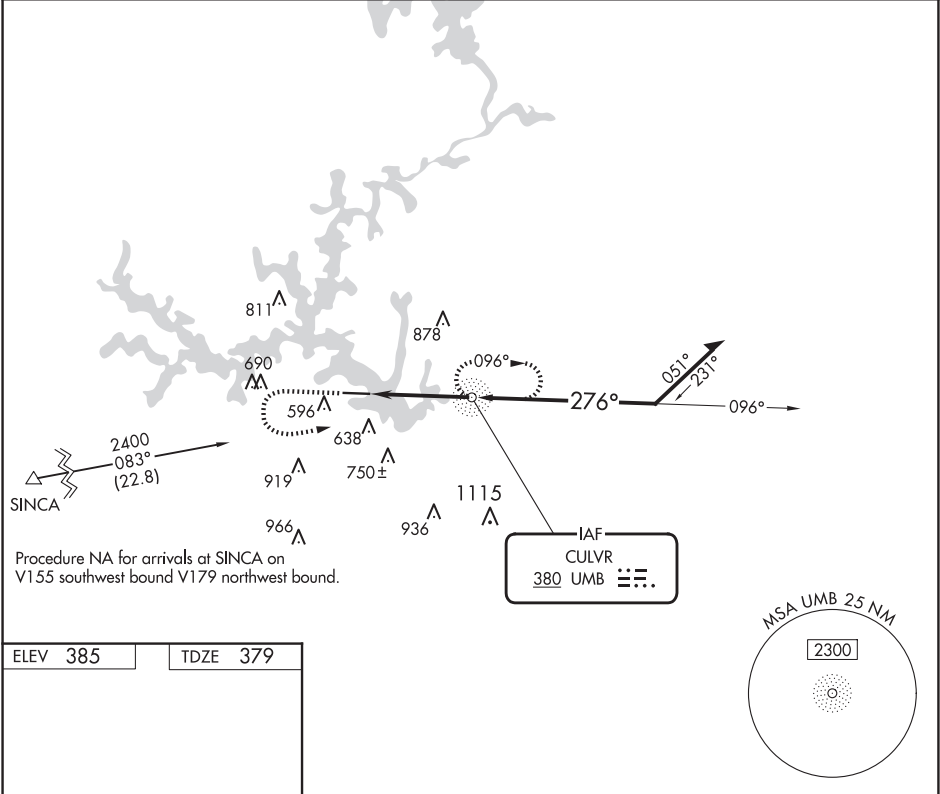 811
878
096°
690
051°
231°
276°
096°
596
638
2400
083°
(22.8)
SINCA
919
750±
966
936
1115
IAF
CULVR
380 UMB
Procedure NA for arrivals at SINCA on
V155 southwest bound V179 northwest bound.
MSA UMB 25 NM
2300
ELEV 385
TDZE 379